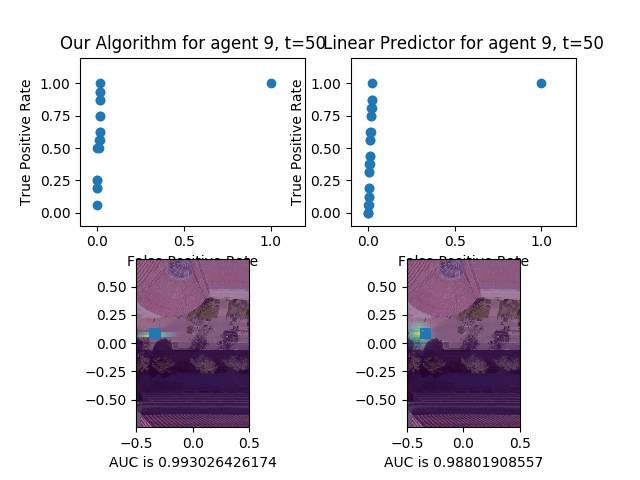 Our Algorithm for agent 9, t=50
Linear Predictor for agent 9, t=50
True Positive Rate
1.00
0.75
0.50
0.25
0.00
0.0 0.5 1.0
False Positive Rate
True Positive Rate
1.00
0.75
0.50
0.25
0.00
0.0 0.5 1.0
False Positive Rate
0.50
0.25
0.00
−0.25
−0.50
−0.5 0.0 0.5
AUC is 0.993026426174
0.50
0.25
0.00
−0.25
−0.50
−0.5 0.0 0.5
AUC is 0.98801908557